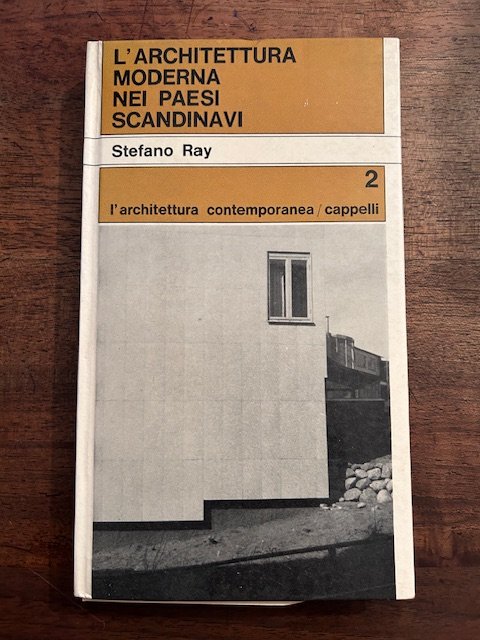 L'ARCHITETTURA
MODERNA
NEI PAESI
SCANDINAVI
Stefano Ray
2
l'architettura contemporanea / cappelli